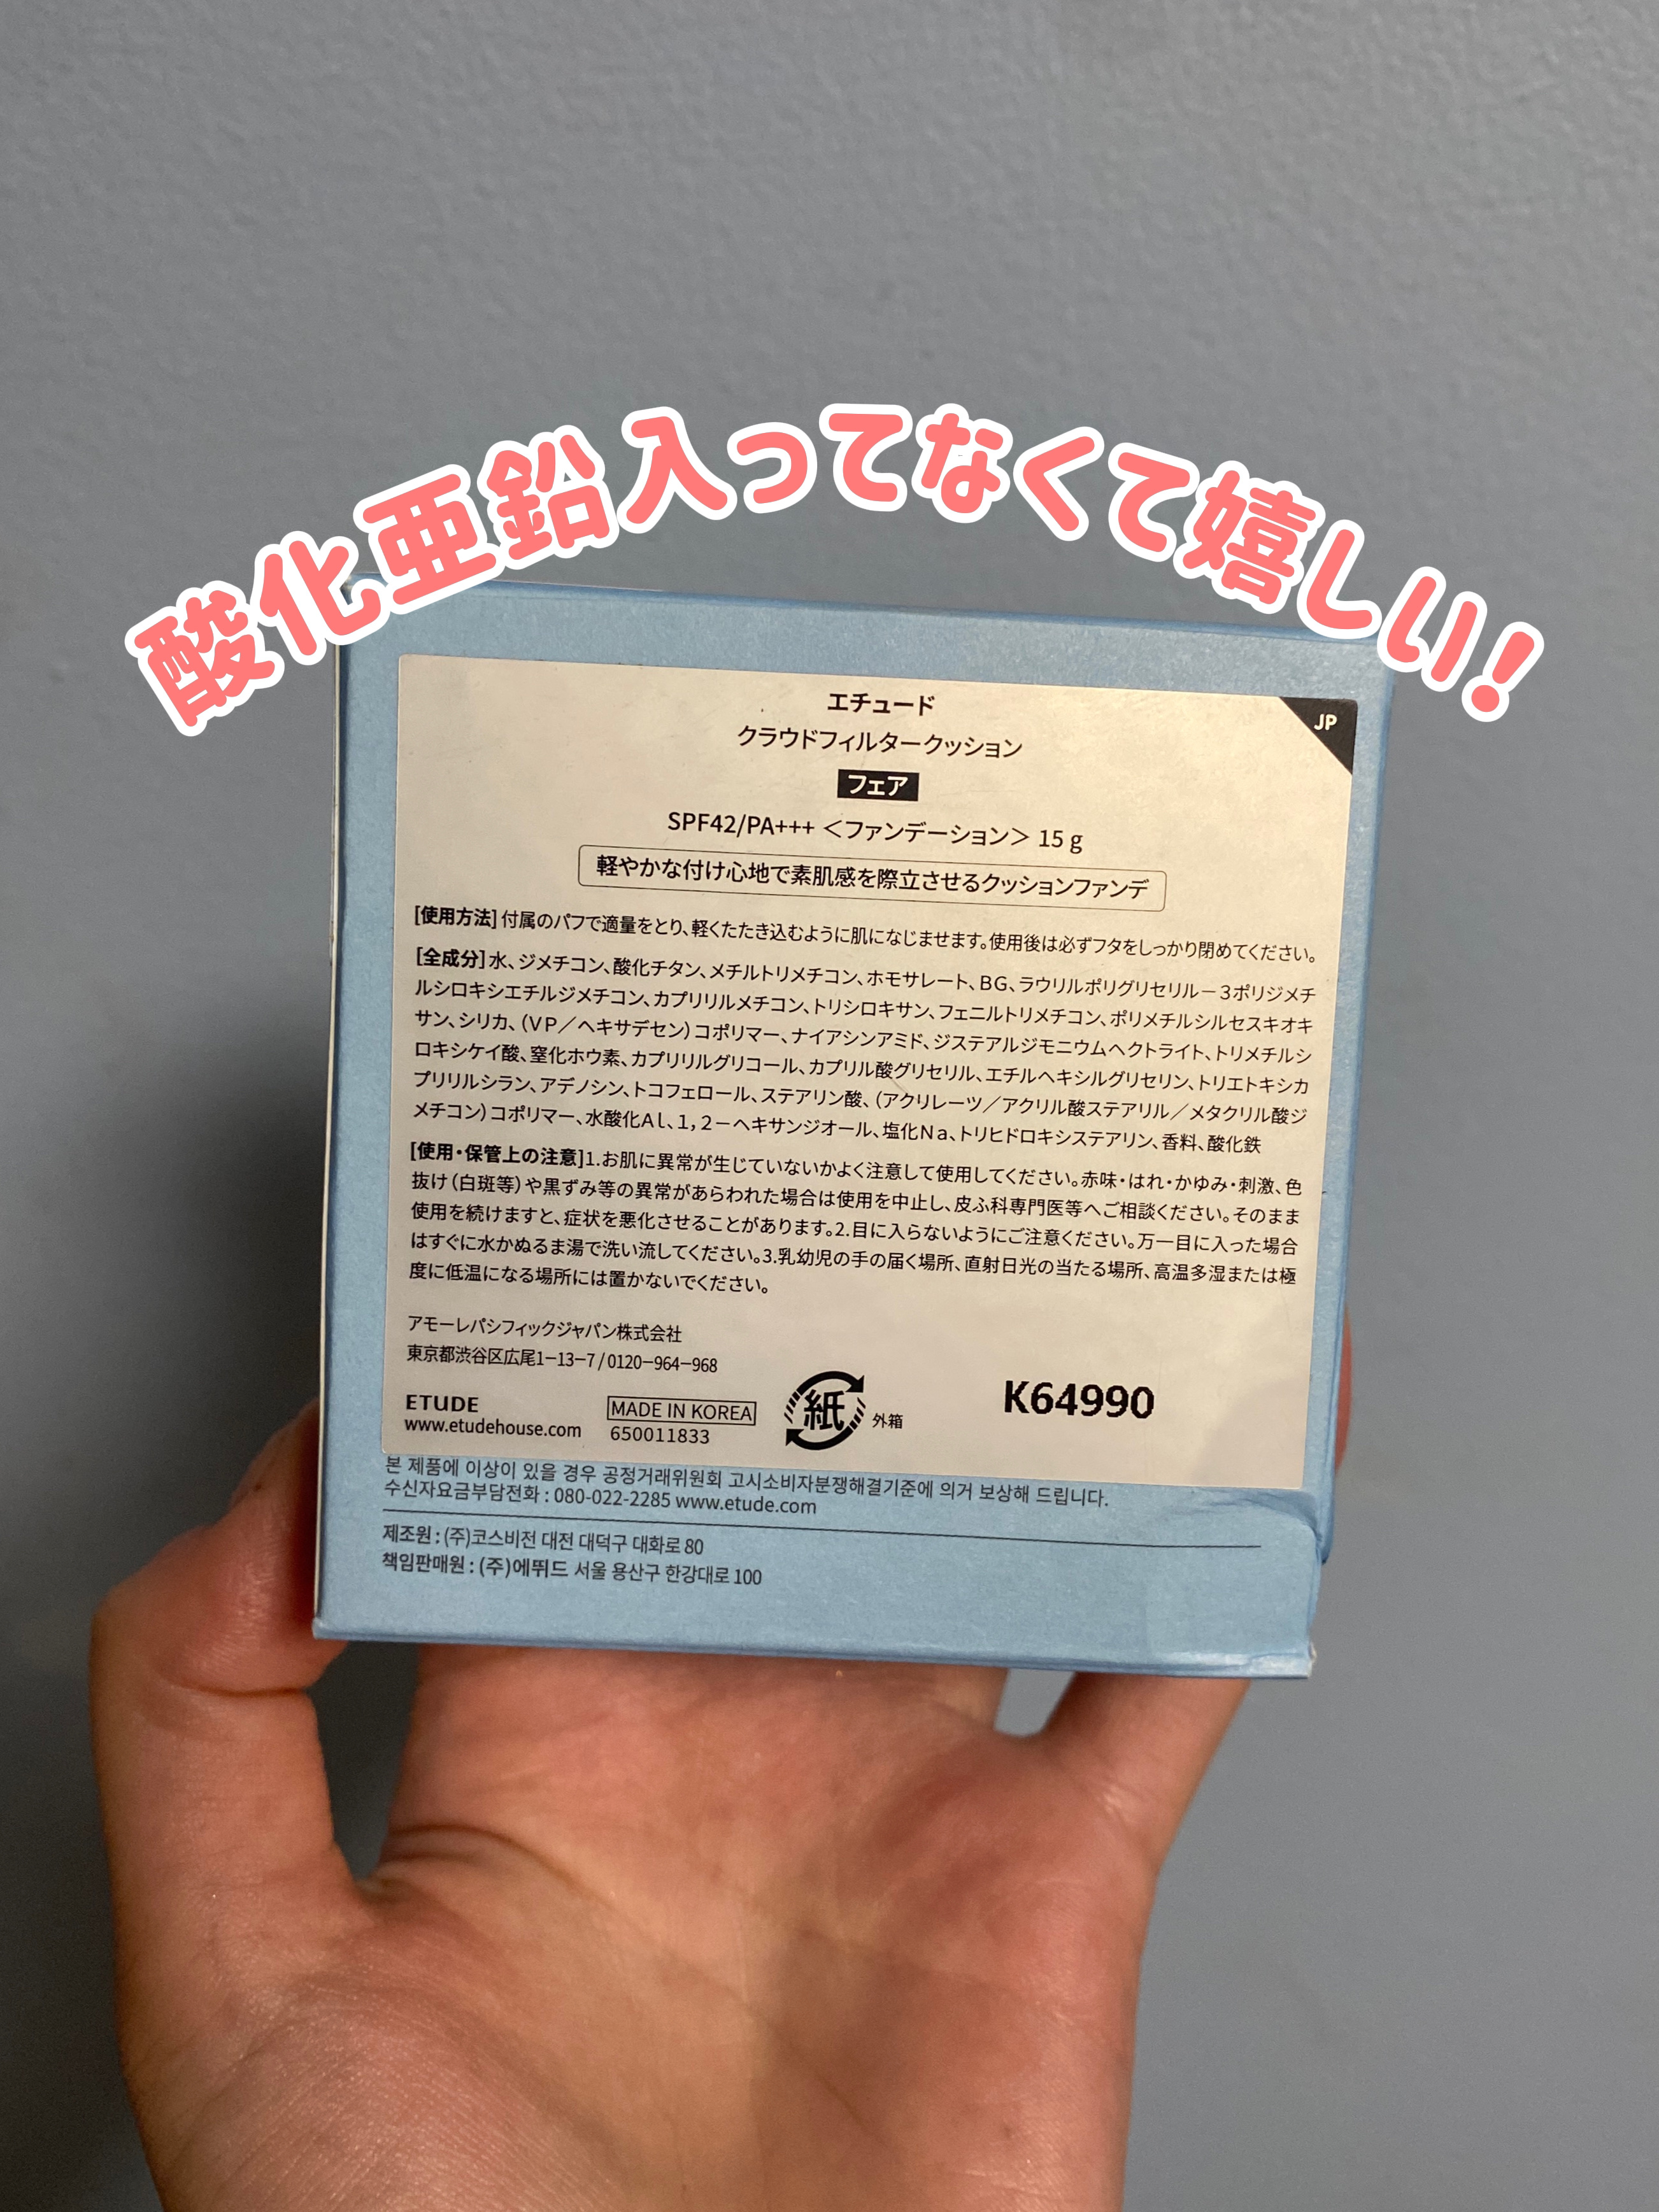 酸化亜鉛入ってなくて嬉しい！
JP
エチュード
クラウドフィルタークッション
フェア
SPF42/PA+++ ＜ファンデーション＞ 15 g
軽やかな付け心地で素肌感を際立させるクッションファンデ
[使用方法]付属のパフで適量をとり、軽くたたき込むように肌になじませます。使用後は必ずフタをしっかり閉めてください。
[全成分]水、ジメチコン、酸化チタン、メチルトリメチコン、ホモサレート、BG、ラウリルポリグリセリル－3ポリジメチ
ルシロキシエチルジメチコン、カプリリルメチコン、トリシロキサン、フェニルトリメチコン、ポリメチルシルセスキオキ
サン、シリカ、（VP／ヘキサデセン）コポリマー、ナイアシンアミド、ジステアルジモニウムヘクトライト、トリメチルシ
ロキシケイ酸、窒化ホウ素、カプリリルグリコール、カプリル酸グリセリル、エチルヘキシルグリセリン、トリエトキシカ
プリリルシラン、アデノシン、トコフェロール、ステアリン酸、（アクリレーツ／アクリル酸ステアリル／メタクリル酸ジ
メチコン）コポリマー、水酸化Al、1，2－ヘキサンジオール、塩化Na、トリヒドロキシステアリン、香料、酸化鉄
[使用・保管上の注意]1.お肌に異常が生じていないかよく注意して使用してください。赤味・はれ・かゆみ・刺激、色
抜け（白斑等）や黒ずみ等の異常があらわれた場合は使用を中止し、皮ふ科専門医等へご相談ください。そのまま
使用を続けますと、症状を悪化させることがあります。2.目に入らないようにご注意ください。万一目に入った場合
はすぐに水かぬるま湯で洗い流してください。3.乳幼児の手の届く場所、直射日光の当たる場所、高温多湿または極
度に低温になる場所には置かないでください。
アモーレパシフィックジャパン株式会社
東京都渋谷区広尾1−13−7/0120−964−968
ETUDE
www.etudehouse.com
MADE IN KOREA
650011833
紙
外箱
K64990
본 제품에 이상이 있을 경우 공정거래위원회 고시소비자분쟁해결기준에 의거 보상해 드립니다.
수신자요금부담전화 : 080-022-2285 www.etude.com
제조원 : (주)코스비전 대전 대덕구 대화로 80
책임판매원 : (주)에뛰드 서울 용산구 한강대로 100